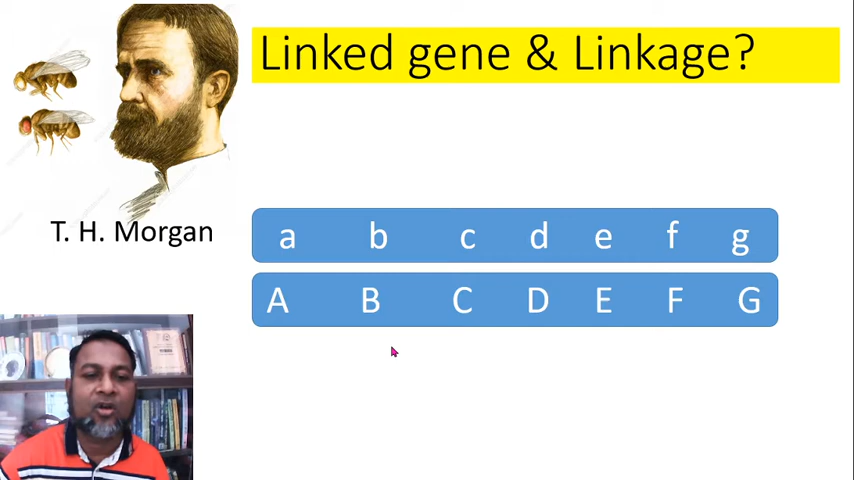 Linked gene & Linkage?
T. H. Morgan
a b c d e f g
A B C D E F G